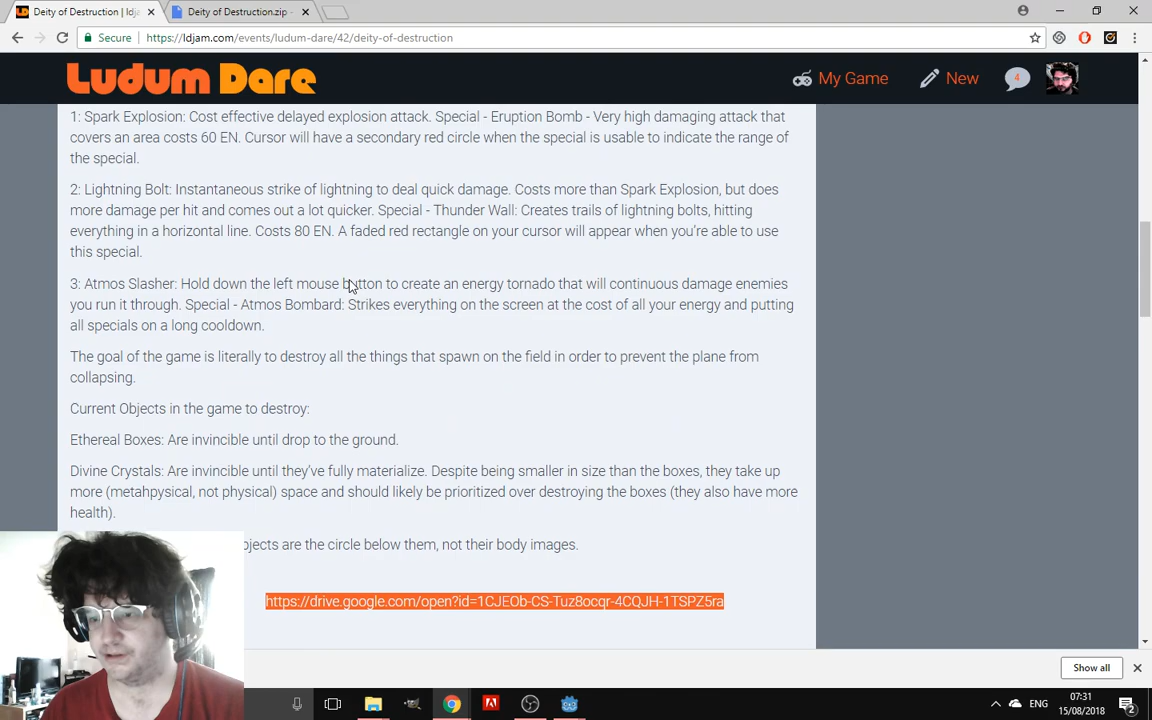 Deity of Destruction | ldj
Deity of Destruction.zip -
Secure
https://ldjam.com/events/ludum-dare/42/deity-of-destruction
LUDUM DARE
My Game
New
4
1: Spark Explosion: Cost effective delayed explosion attack. Special - Eruption Bomb - Very high damaging attack that
covers an area costs 60 EN. Cursor will have a secondary red circle when the special is usable to indicate the range of
the special.
2: Lightning Bolt: Instantaneous strike of lightning to deal quick damage. Costs more than Spark Explosion, but does
more damage per hit and comes out a lot quicker. Special - Thunder Wall: Creates trails of lightning bolts, hitting
everything in a horizontal line. Costs 80 EN. A faded red rectangle on your cursor will appear when you're able to use
this special.
3: Atmos Slasher: Hold down the left mouse button to create an energy tornado that will continuous damage enemies
you run it through. Special - Atmos Bombard: Strikes everything on the screen at the cost of all your energy and putting
all specials on a long cooldown.
The goal of the game is literally to destroy all the things that spawn on the field in order to prevent the plane from
collapsing.
Current Objects in the game to destroy:
Ethereal Boxes: Are invincible until drop to the ground.
Divine Crystals: Are invincible until they've fully materialize. Despite being smaller in size than the boxes, they take up
more (metahpysical, not physical) space and should likely be prioritized over destroying the boxes (they also have more
health).
jects are the circle below them, not their body images.
https://drive.google.com/open?id=1CJEOb-CS-Tuz8ocqr-4CQJH-1TSPZ5ra
Show all
ENG
07:31
15/08/2018
2